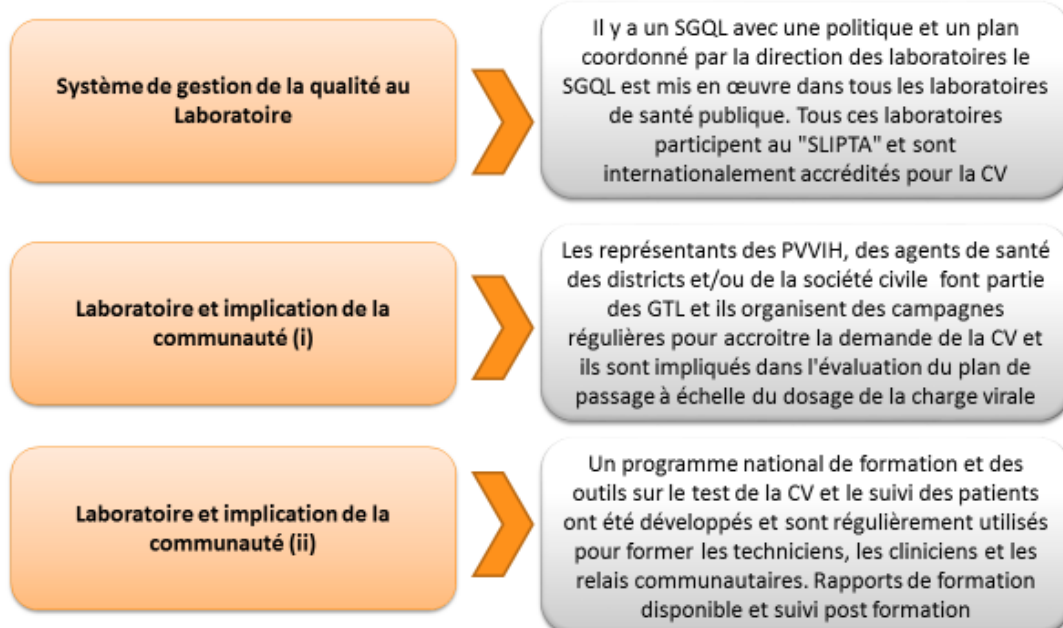 Système de gestion de la qualité au
Laboratoire
Il y a un SGQL avec une politique et un plan
coordonné par la direction des laboratoires le
SGQL est mis en œuvre dans tous les laboratoires
de santé publique. Tous ces laboratoires
participent au "SLIPTA" et sont
internationalement accrédités pour la CV
Laboratoire et implication de la
communauté (i)
Les représentants des PVVIH, des agents de santé
des districts et/ou de la société civile font partie
des GTL et ils organisent des campagnes
régulières pour accroitre la demande de la CV et
ils sont impliqués dans l'évaluation du plan de
passage à échelle du dosage de la charge virale
Laboratoire et implication de la
communauté (ii)
Un programme national de formation et des
outils sur le test de la CV et le suivi des patients
ont été développés et sont régulièrement utilisés
pour former les techniciens, les cliniciens et les
relais communautaires. Rapports de formation
disponible et suivi post formation